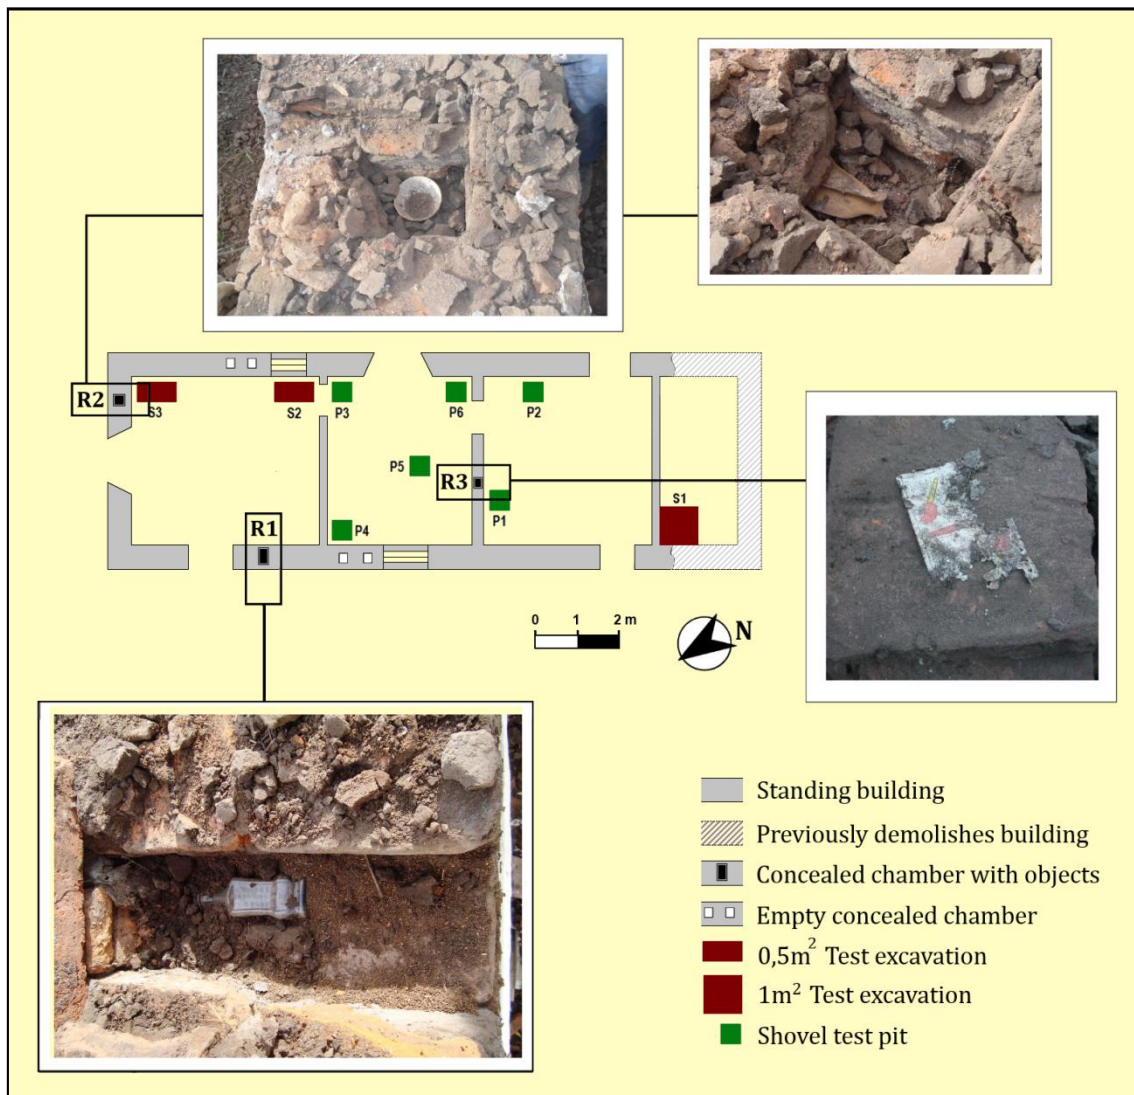 R2
S3
S2
P3
P6
P2
P5
R3
P1
S1
R1
P4
0 1 2 m
N
Standing building
Previously demolishes building
Concealed chamber with objects
Empty concealed chamber
0,5m² Test excavation
1m² Test excavation
Shovel test pit